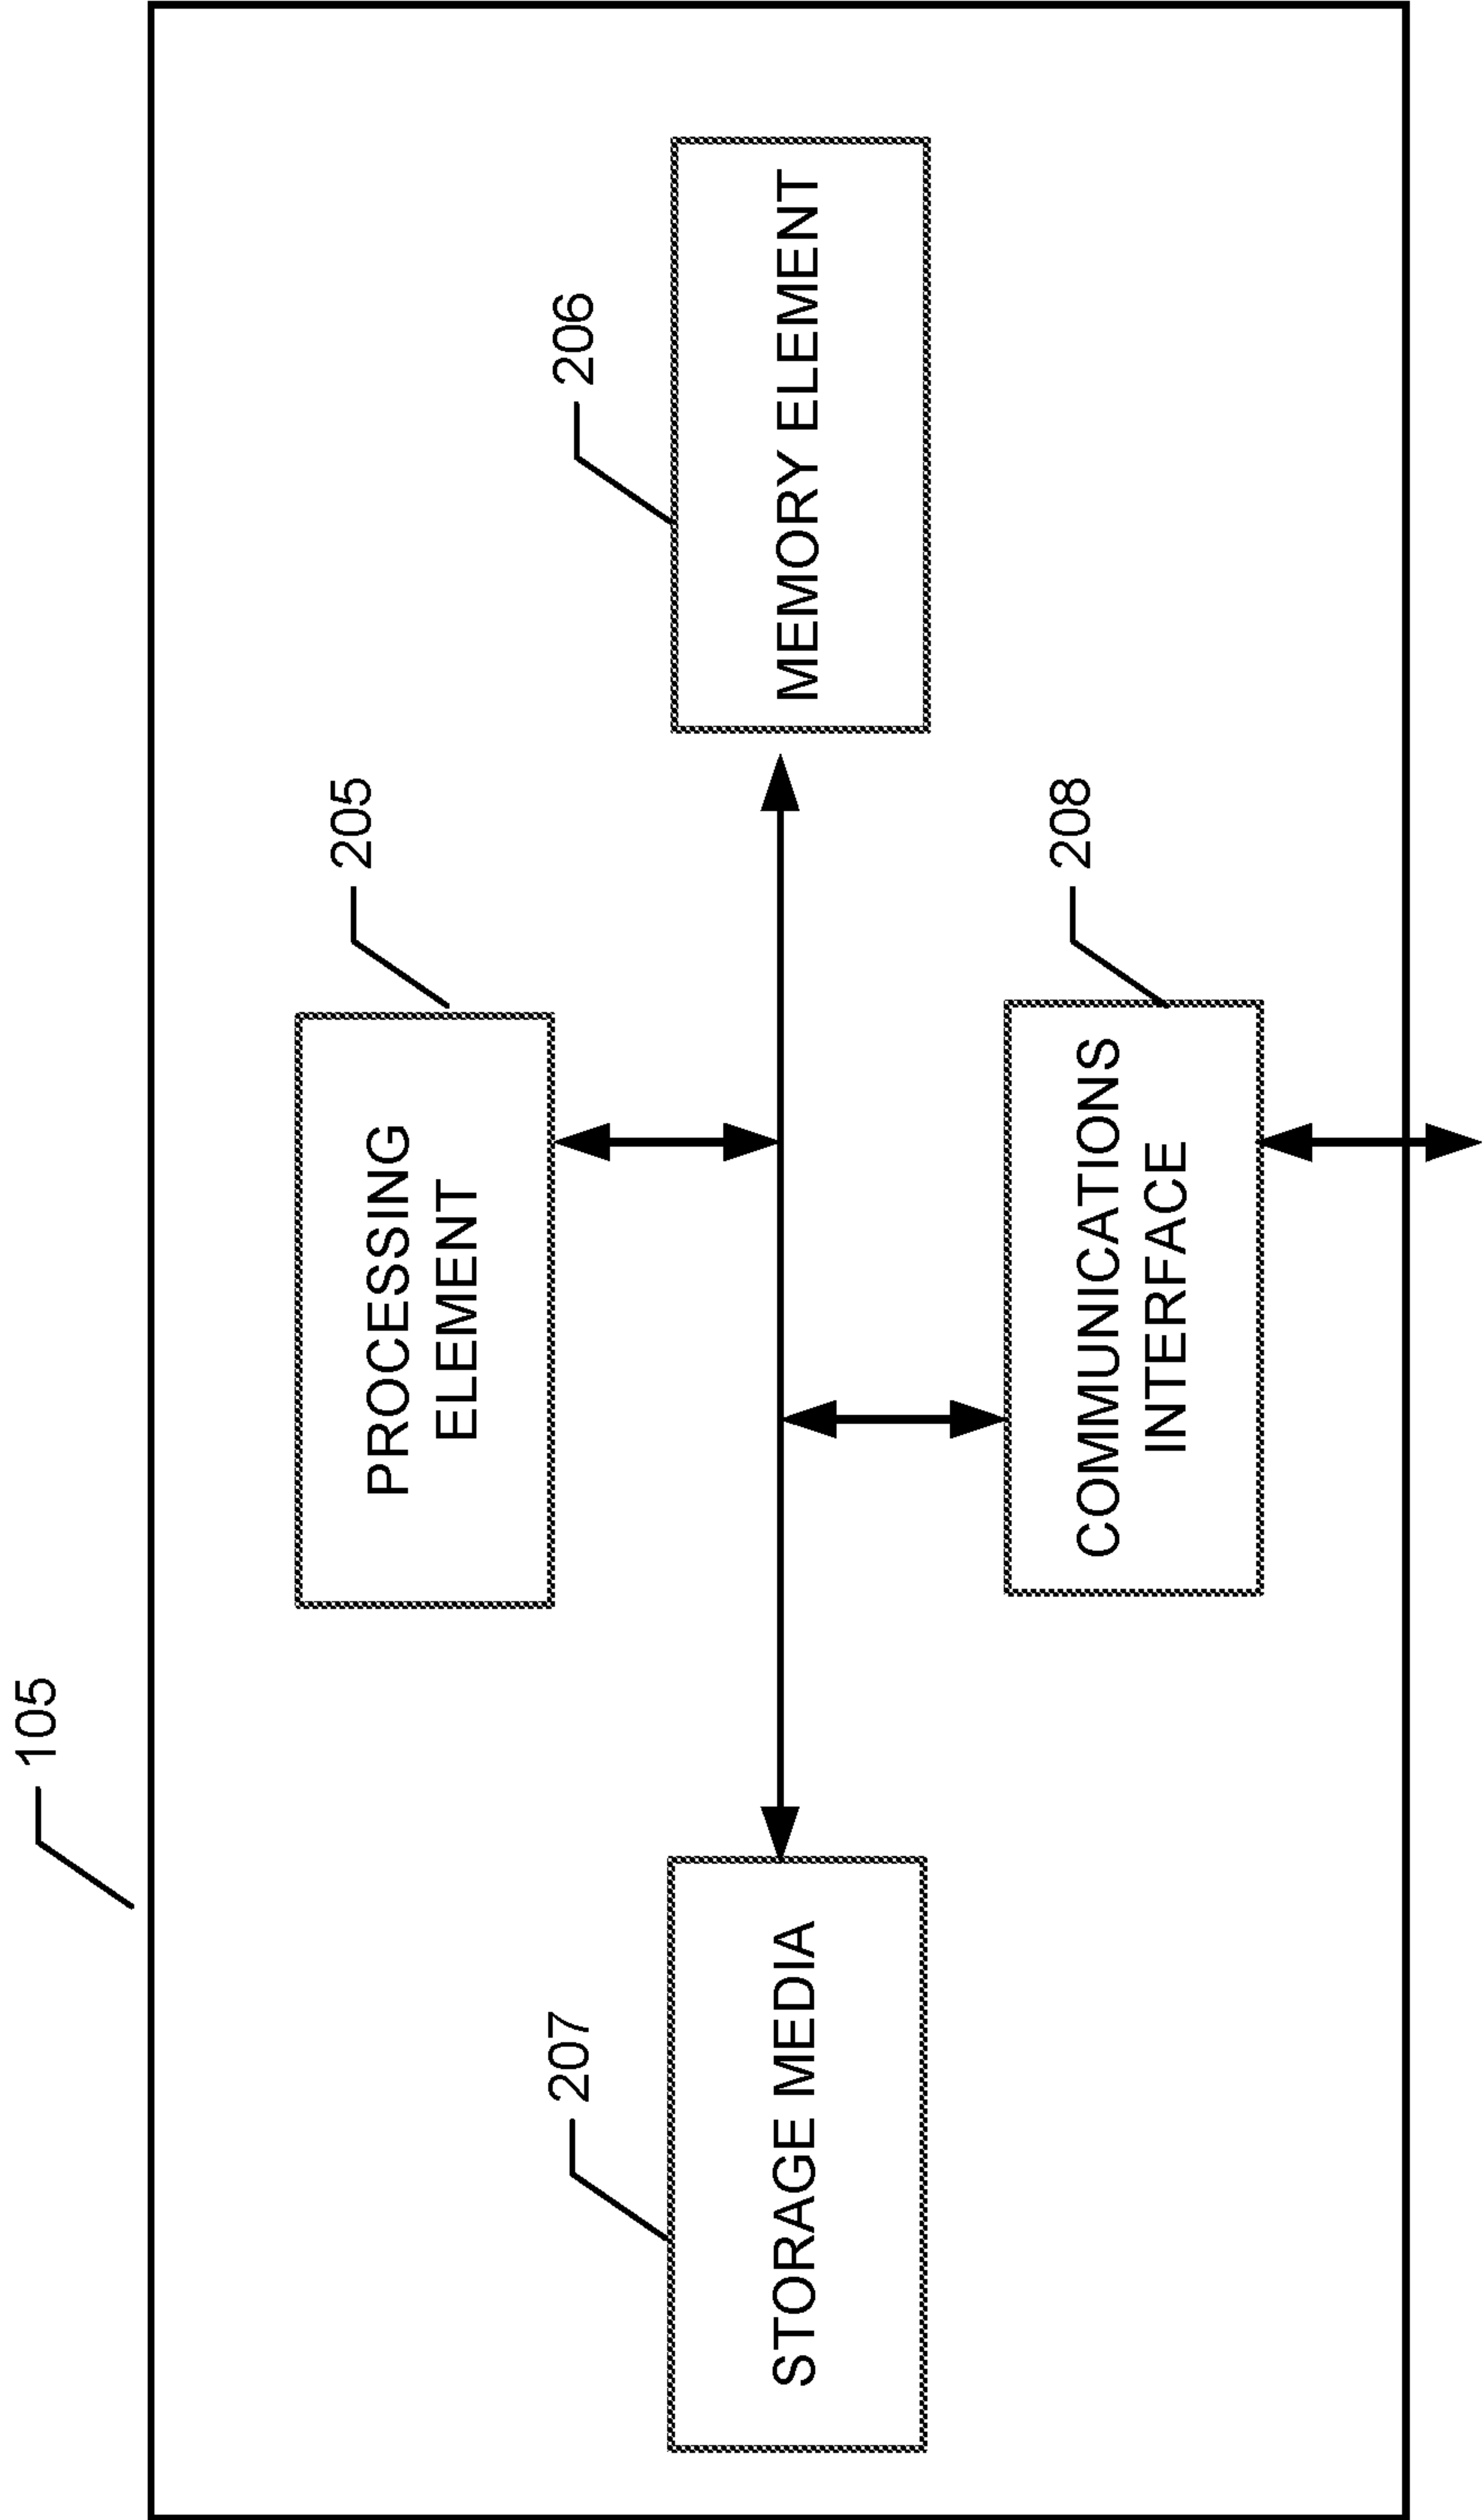 105
205
PROCESSING
ELEMENT
207
STORAGE MEDIA
206
MEMORY ELEMENT
208
COMMUNICATIONS
INTERFACE